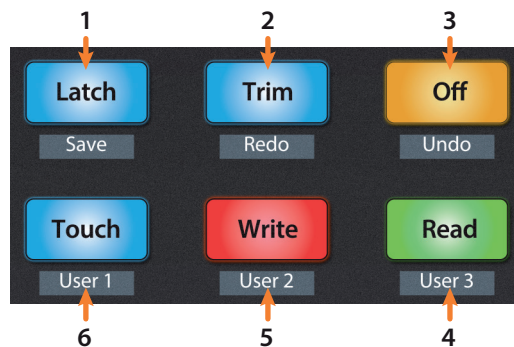 1 2 3
Latch Trim Off
Save Redo Undo
Touch Write Read
User 1 User 2 User 3
6 5 4